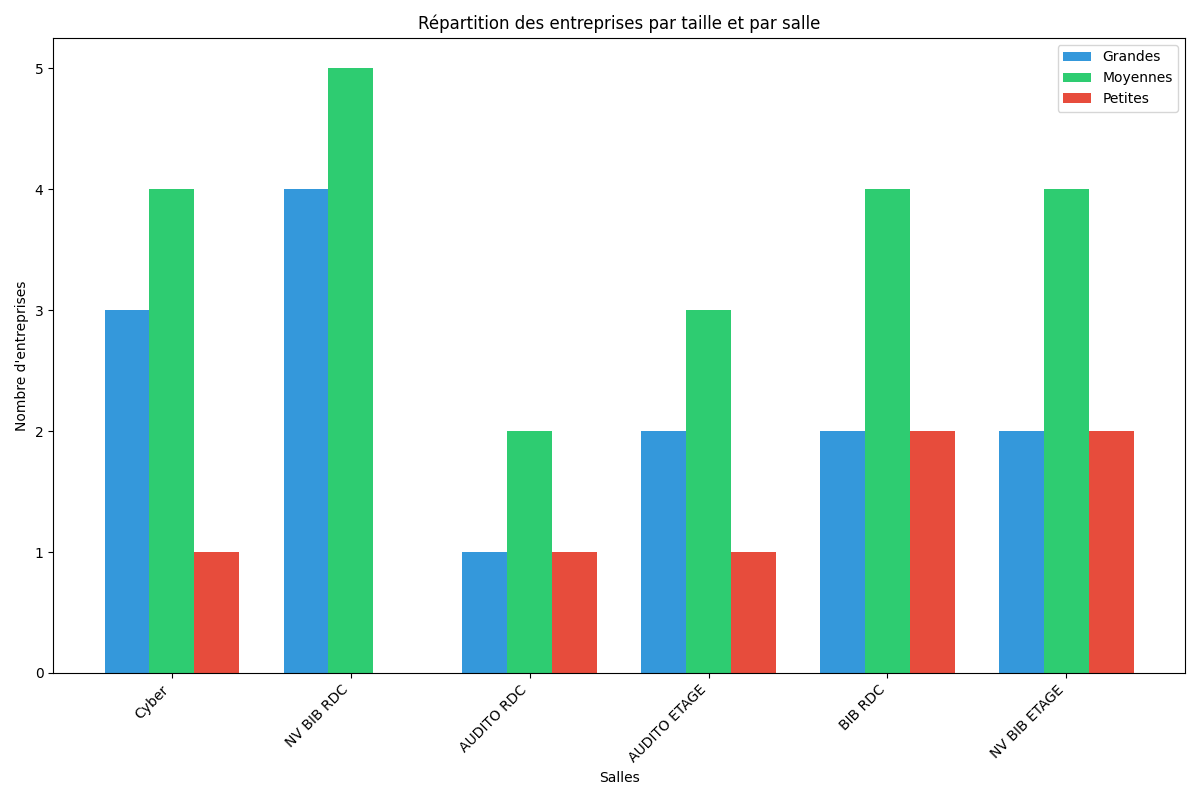 Répartition des entreprises par taille et par salle
Grandes
Moyennes
Petites
Nombre d'entreprises
5
4
3
2
1
0
Cyber
NV BIB RDC
AUDITO RDC
AUDITO ETAGE
BIB RDC
NV BIB ETAGE
Salles